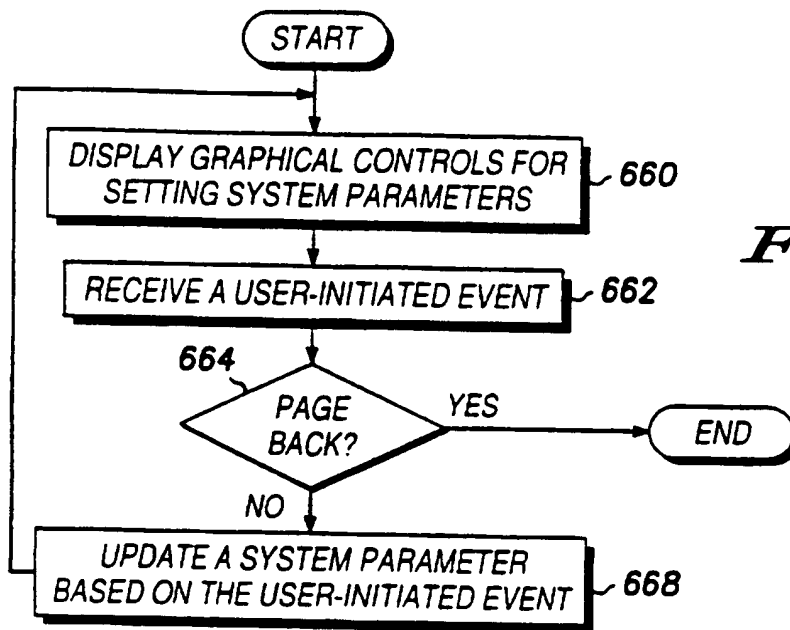 START
DISPLAY GRAPHICAL CONTROLS FOR
SETTING SYSTEM PARAMETERS
660
F
RECEIVE A USER-INITIATED EVENT
662
664
PAGE
BACK?
YES
END
NO
UPDATE A SYSTEM PARAMETER
BASED ON THE USER-INITIATED EVENT
668